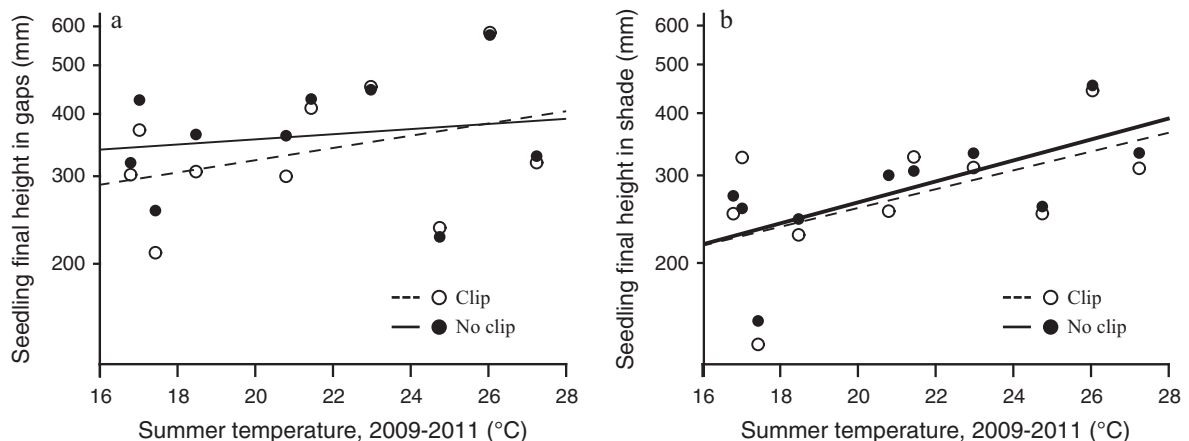 a
Seedling final height in gaps (mm)
600
500
400
300
200
Clip
No clip
16 18 20 22 24 26 28
Summer temperature, 2009-2011 (°C)
b
Seedling final height in shade (mm)
600
500
400
300
200
Clip
No clip
16 18 20 22 24 26 28
Summer temperature, 2009-2011 (°C)